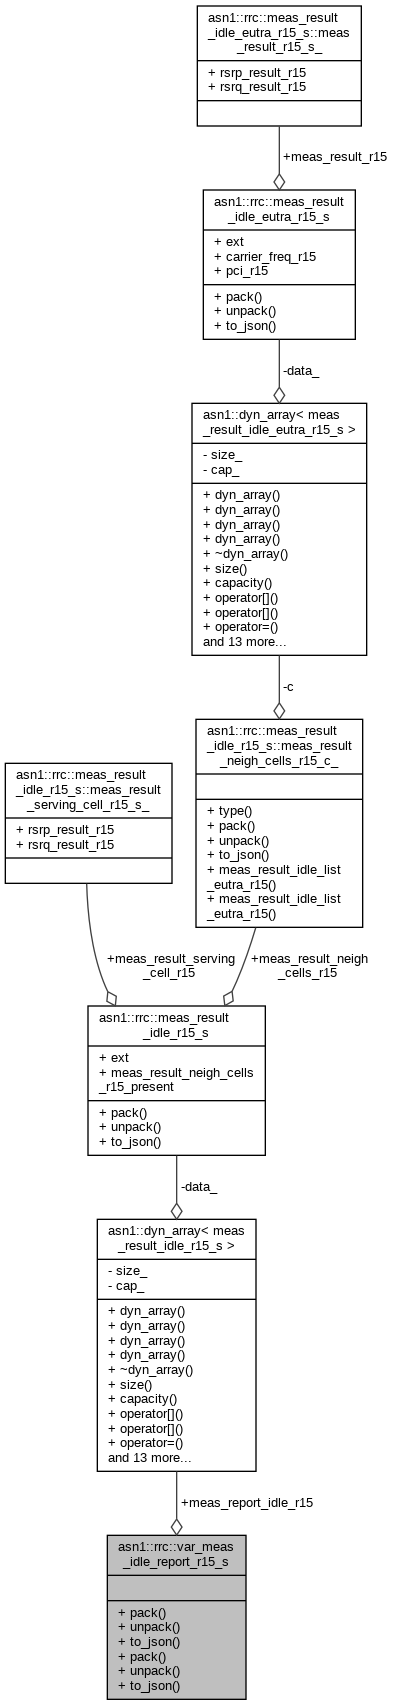 asn1::rrc::meas_result
_idle_eutra_r15_s::meas
_result_r15_s_
+ rsrp_result_r15
+ rsrq_result_r15
+meas_result_r15
asn1::rrc::meas_result
_idle_eutra_r15_s
+ ext
+ carrier_freq_r15
+ pci_r15
+ pack()
+ unpack()
+ to_json()
-data_
asn1::dyn_array< meas
_result_idle_eutra_r15_s >
- size_
- cap_
+ dyn_array()
+ dyn_array()
+ dyn_array()
+ dyn_array()
+ ~dyn_array()
+ size()
+ capacity()
+ operator[]()
+ operator[]()
+ operator=()
and 13 more...
-c
asn1::rrc::meas_result
_idle_r15_s::meas_result
_neigh_cells_r15_c_
+ type()
+ pack()
+ unpack()
+ to_json()
+ meas_result_idle_list
_eutra_r15()
+ meas_result_idle_list
_eutra_r15()
asn1::rrc::meas_result
_idle_r15_s::meas_result
_serving_cell_r15_s_
+ rsrp_result_r15
+ rsrq_result_r15
+meas_result_serving
_cell_r15
+meas_result_neigh
_cells_r15
asn1::rrc::meas_result
_idle_r15_s
+ ext
+ meas_result_neigh_cells
_r15_present
+ pack()
+ unpack()
+ to_json()
-data_
asn1::dyn_array< meas
_result_idle_r15_s >
- size_
- cap_
+ dyn_array()
+ dyn_array()
+ dyn_array()
+ dyn_array()
+ ~dyn_array()
+ size()
+ capacity()
+ operator[]()
+ operator[]()
+ operator=()
and 13 more...
+meas_report_idle_r15
asn1::rrc::var_meas
_idle_report_r15_s
+ pack()
+ unpack()
+ to_json()
+ pack()
+ unpack()
+ to_json()